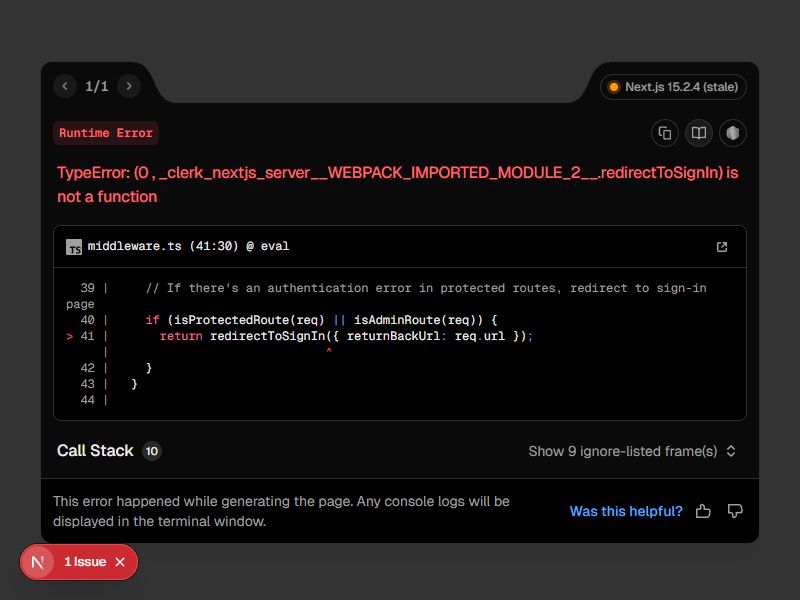 1/1
Next.js 15.2.4 (stale)
Runtime Error
TypeError: (0 , _clerk_nextjs_server__WEBPACK_IMPORTED_MODULE_2__.redirectToSignIn) is
not a function
TS middleware.ts (41:30) @ eval
39 |     // If there's an authentication error in protected routes, redirect to sign-in
page
40 |     if (isProtectedRoute(req) || isAdminRoute(req)) {
> 41 |       return redirectToSignIn({ returnBackUrl: req.url });
|                              ^
42 |     }
43 |   }
44 |
Call Stack 10
Show 9 ignore-listed frame(s)
This error happened while generating the page. Any console logs will be
displayed in the terminal window.
Was this helpful?
N 1 Issue